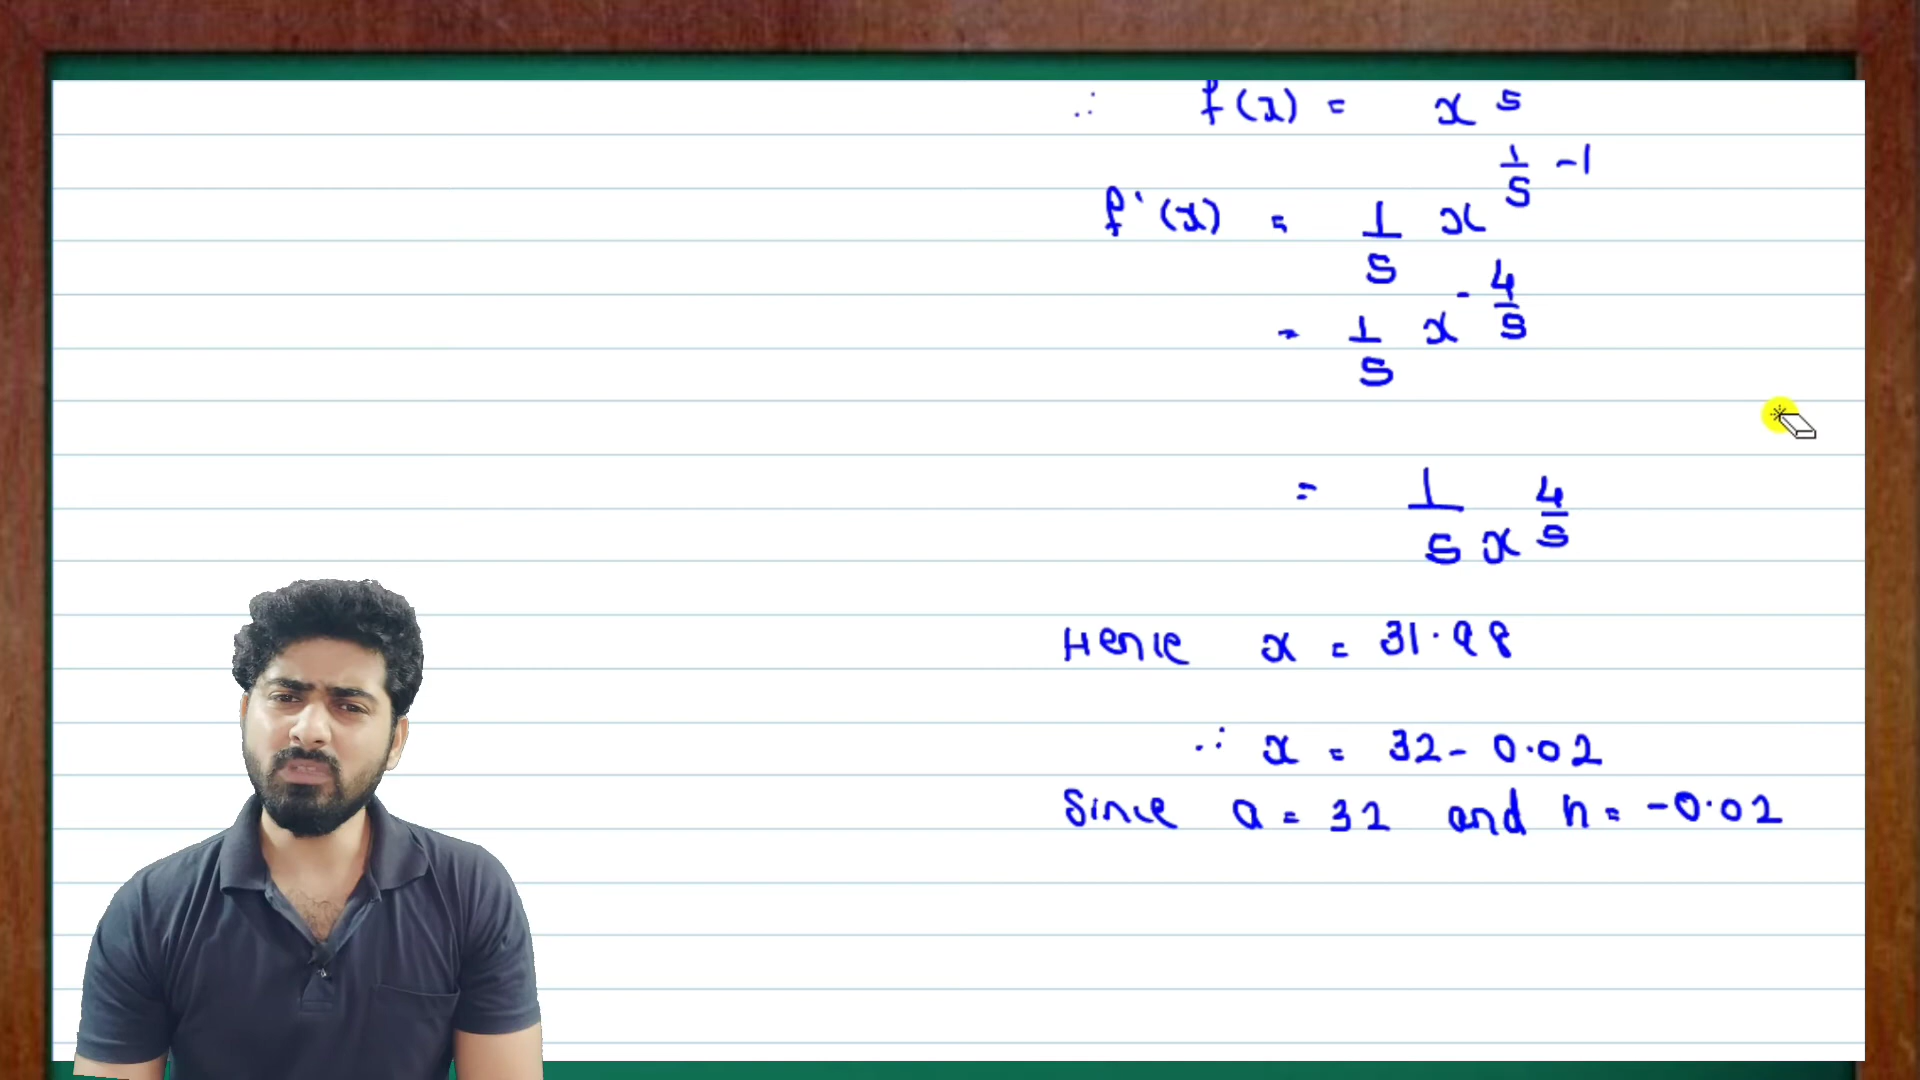 ∴ f(x) = x 5
f'(x) = 1/5 x^(1/5 -1)
= 1/5 x^(-4/5)
= 1/(5 x^(4/5))
Hence x = 31.98
∴ x = 32 - 0.02
Since a = 32 and h = -0.02